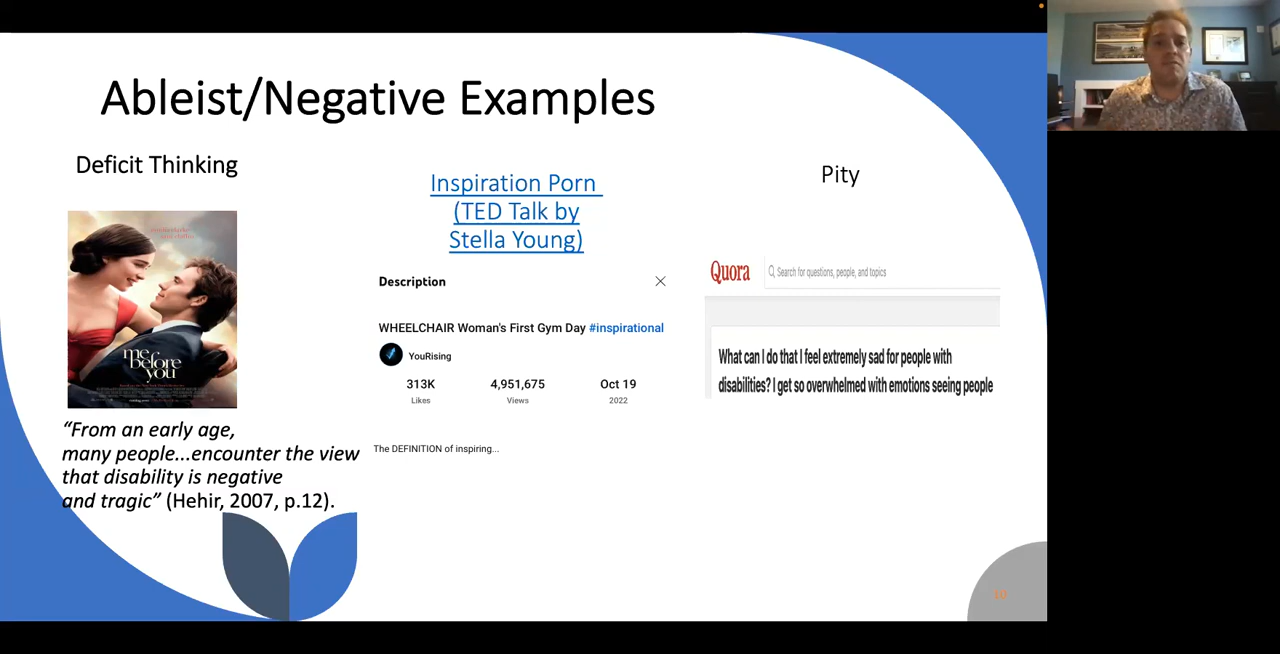 Ableist/Negative Examples
Deficit Thinking
me
before
you
“From an early age,
many people...encounter the view
that disability is negative
and tragic” (Hehir, 2007, p.12).
Inspiration Porn
(TED Talk by
Stella Young)
Description
WHEELCHAIR Woman's First Gym Day #inspirational
YouRising
313K 4,951,675 Oct 19
Likes Views 2022
The DEFINITION of inspiring...
Pity
Quora Search for questions, people, and topics
What can I do that I feel extremely sad for people with
disabilities? I get so overwhelmed with emotions seeing people